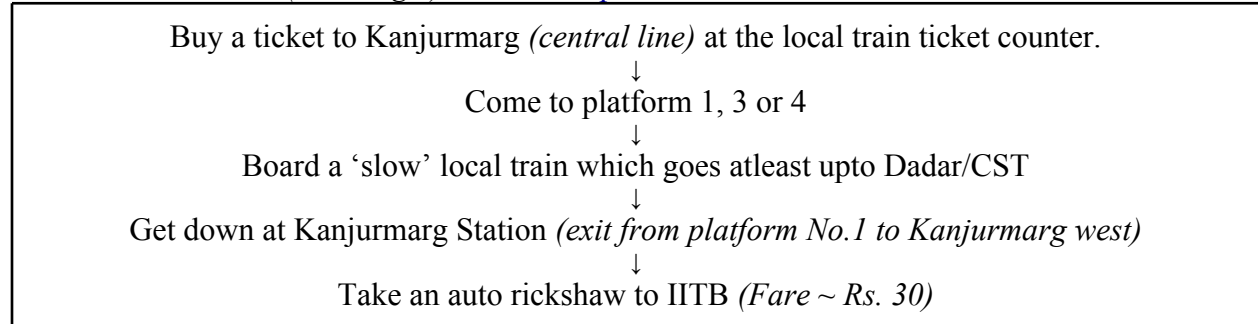 Buy a ticket to Kanjurmarg (central line) at the local train ticket counter.
↓
Come to platform 1, 3 or 4
↓
Board a ‘slow’ local train which goes atleast upto Dadar/CST
↓
Get down at Kanjurmarg Station (exit from platform No.1 to Kanjurmarg west)
↓
Take an auto rickshaw to IITB (Fare ~ Rs. 30)